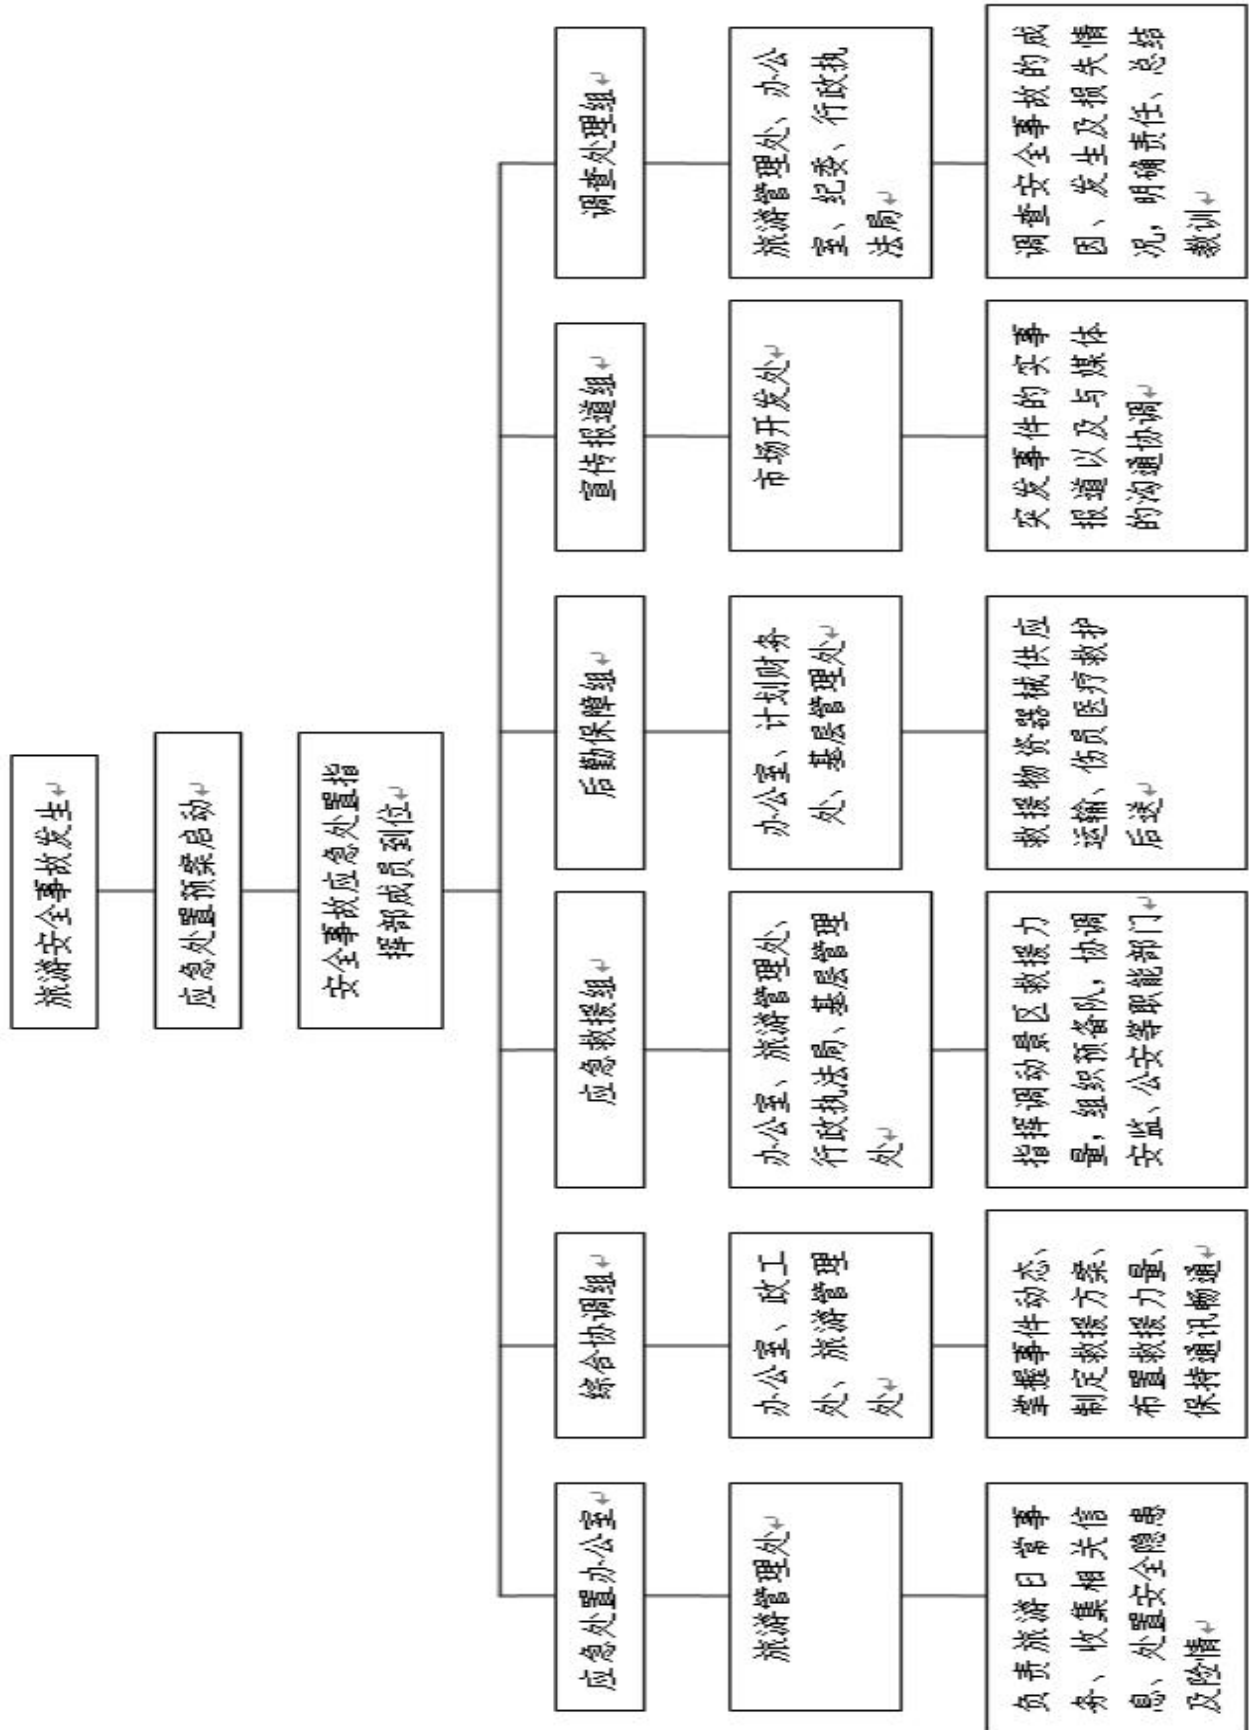 旅游安全事故发生
应急处置预案启动
安全事故应急处置指
挥部成员到位
应急处置办公室
综合协调组
应急救援组
后勤保障组
宣传报道组
调查处理组
旅游管理处
办公室、政工
处、旅游管理
处
办公室、旅游管理处、
行政执法局、基层管理
处
办公室、计划财务
处、基层管理处
市场开发处
旅游管理处、办公
室、纪委、行政执
法局
负责旅游日常事
务、收集相关信
息、处置安全隐患
及险情
掌握事件动态、
制定救援方案、
布置救援力量、
保持通讯畅通
指挥调动景区救援力
量，组织预备队，协调
安监、公安等职能部门
救援物资器械供应
运输、伤员医疗救护
后送
突发事件的实事
报道以及与媒体
的沟通协调
调查安全事故的成
因、发生及损失情
况，明确责任、总结
教训